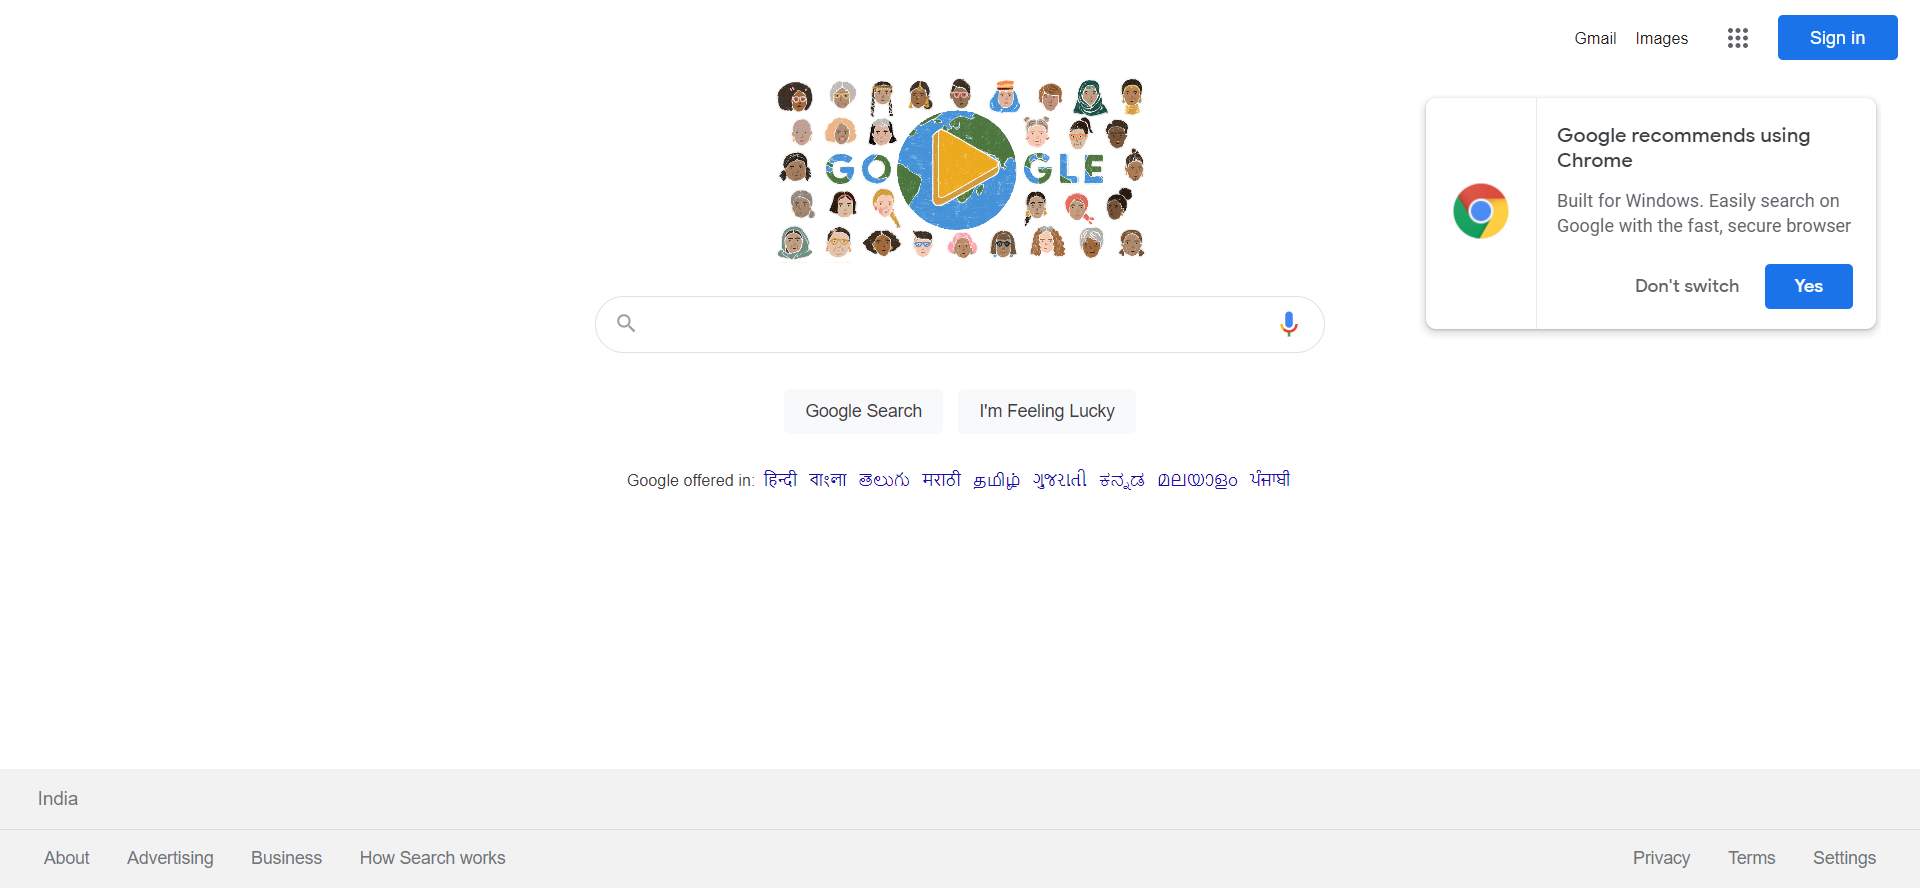 Gmail Images Sign in
GO GLE
Google recommends using
Chrome
Built for Windows. Easily search on
Google with the fast, secure browser
Don't switch Yes
Google Search I'm Feeling Lucky
Google offered in: हिन्दी বাংলা తెలుగు मराठी தமிழ் ગુજરાતી ಕನ್ನಡ മലയാളം ਪੰਜਾਬੀ
India
About Advertising Business How Search works Privacy Terms Settings